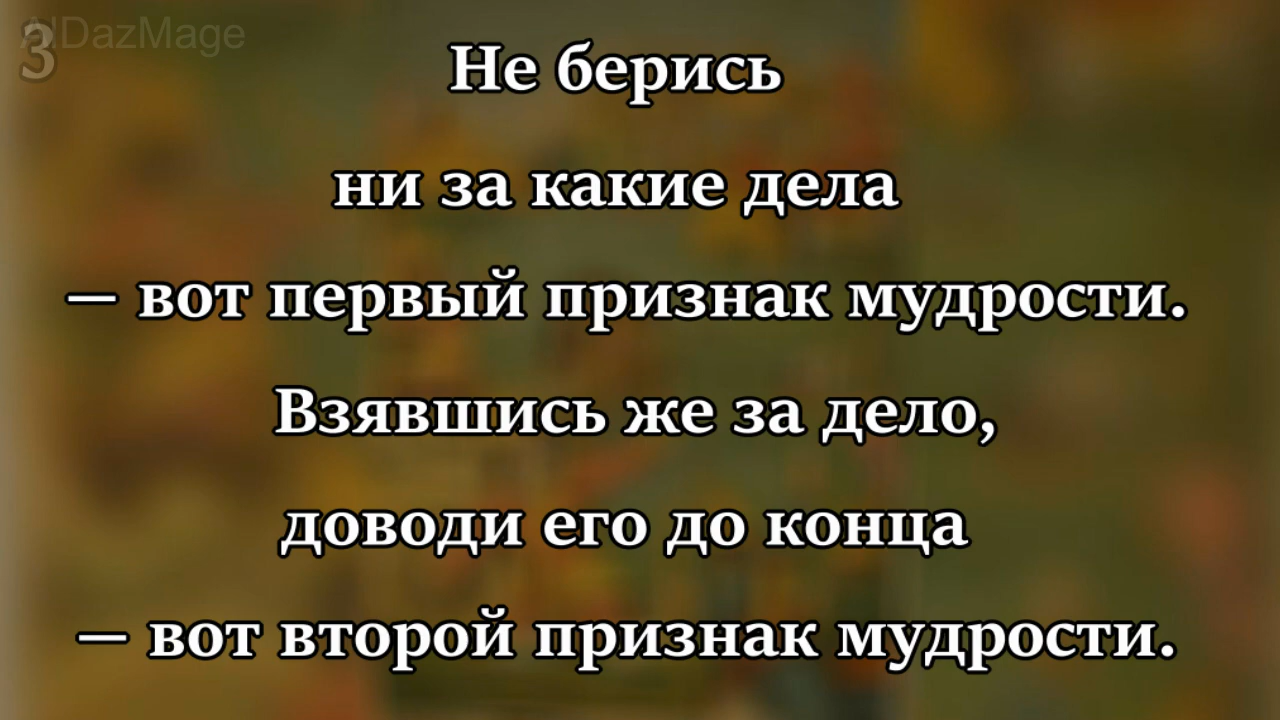 AlDazMage
3
Не берись
ни за какие дела
— вот первый признак мудрости.
Взявшись же за дело,
доводи его до конца
— вот второй признак мудрости.